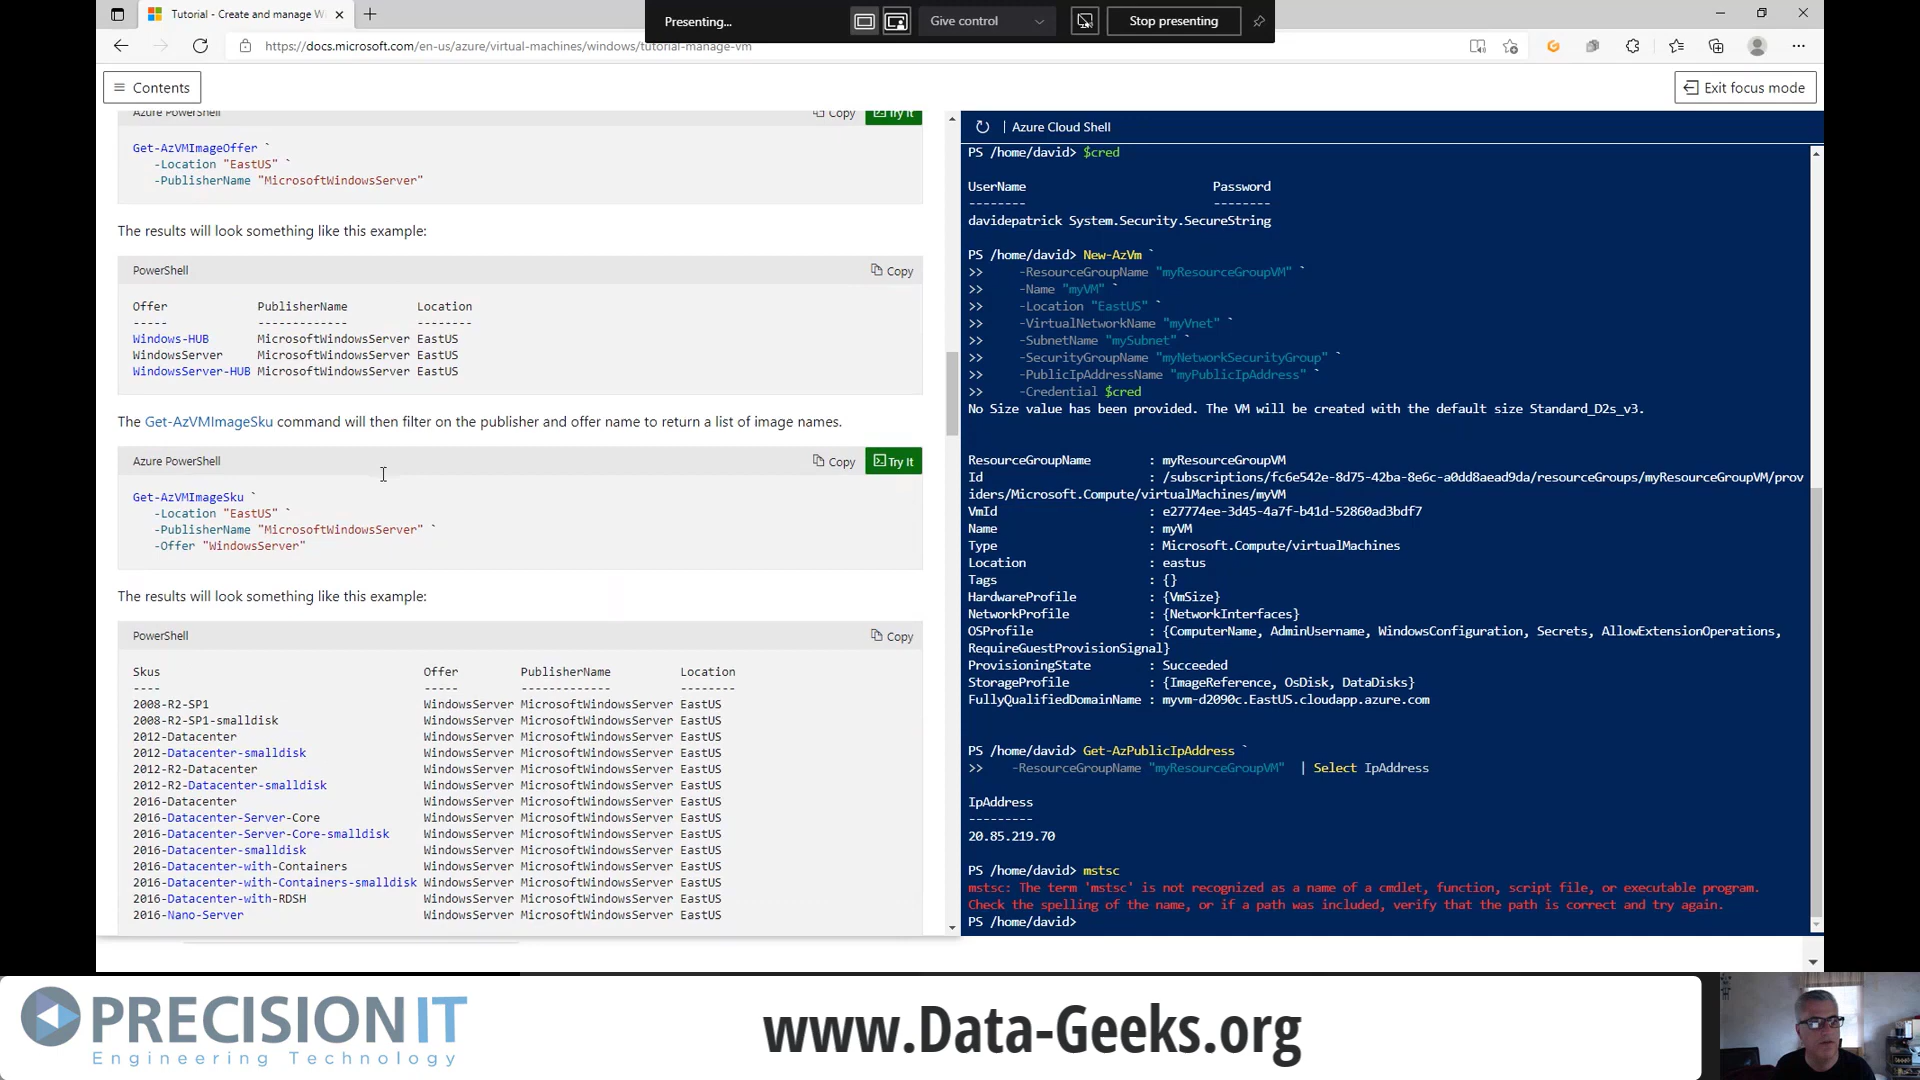 Tutorial - Create and manage Wi
Presenting...
Give control
Stop presenting
https://docs.microsoft.com/en-us/azure/virtual-machines/windows/tutorial-manage-vm
Contents
Exit focus mode
Azure PowerShell
Copy
Try It
Get-AzVMImageOffer `
-Location "EastUS" `
-PublisherName "MicrosoftWindowsServer"
The results will look something like this example:
PowerShell
Copy
Offer PublisherName Location
----- ------------- --------
Windows-HUB MicrosoftWindowsServer EastUS
WindowsServer MicrosoftWindowsServer EastUS
WindowsServer-HUB MicrosoftWindowsServer EastUS
The Get-AzVMImageSku command will then filter on the publisher and offer name to return a list of image names.
Azure PowerShell
Copy
Try It
Get-AzVMImageSku `
-Location "EastUS" `
-PublisherName "MicrosoftWindowsServer" `
-Offer "WindowsServer"
The results will look something like this example:
PowerShell
Copy
Skus Offer PublisherName Location
---- ----- ------------- --------
2008-R2-SP1 WindowsServer MicrosoftWindowsServer EastUS
2008-R2-SP1-smalldisk WindowsServer MicrosoftWindowsServer EastUS
2012-Datacenter WindowsServer MicrosoftWindowsServer EastUS
2012-Datacenter-smalldisk WindowsServer MicrosoftWindowsServer EastUS
2012-R2-Datacenter WindowsServer MicrosoftWindowsServer EastUS
2012-R2-Datacenter-smalldisk WindowsServer MicrosoftWindowsServer EastUS
2016-Datacenter WindowsServer MicrosoftWindowsServer EastUS
2016-Datacenter-Server-Core WindowsServer MicrosoftWindowsServer EastUS
2016-Datacenter-Server-Core-smalldisk WindowsServer MicrosoftWindowsServer EastUS
2016-Datacenter-smalldisk WindowsServer MicrosoftWindowsServer EastUS
2016-Datacenter-with-Containers WindowsServer MicrosoftWindowsServer EastUS
2016-Datacenter-with-Containers-smalldisk WindowsServer MicrosoftWindowsServer EastUS
2016-Datacenter-with-RDSH WindowsServer MicrosoftWindowsServer EastUS
2016-Nano-Server WindowsServer MicrosoftWindowsServer EastUS
| Azure Cloud Shell
PS /home/david> $cred
UserName Password
-------- --------
davidepatrick System.Security.SecureString
PS /home/david> New-AzVm `
>> -ResourceGroupName "myResourceGroupVM" `
>> -Name "myVM" `
>> -Location "EastUS" `
>> -VirtualNetworkName "myVnet" `
>> -SubnetName "mySubnet" `
>> -SecurityGroupName "myNetworkSecurityGroup" `
>> -PublicIpAddressName "myPublicIpAddress" `
>> -Credential $cred
No Size value has been provided. The VM will be created with the default size Standard_D2s_v3.
ResourceGroupName : myResourceGroupVM
Id : /subscriptions/fc6e542e-8d75-42ba-8e6c-a0dd8aead9da/resourceGroups/myResourceGroupVM/prov
iders/Microsoft.Compute/virtualMachines/myVM
VmId : e27774ee-3d45-4a7f-b41d-52860ad3bdf7
Name : myVM
Type : Microsoft.Compute/virtualMachines
Location : eastus
Tags : {}
HardwareProfile : {VmSize}
NetworkProfile : {NetworkInterfaces}
OSProfile : {ComputerName, AdminUsername, WindowsConfiguration, Secrets, AllowExtensionOperations,
RequireGuestProvisionSignal}
ProvisioningState : Succeeded
StorageProfile : {ImageReference, OsDisk, DataDisks}
FullyQualifiedDomainName : myvm-d2090c.EastUS.cloudapp.azure.com
PS /home/david> Get-AzPublicIpAddress `
>> -ResourceGroupName "myResourceGroupVM" | Select IpAddress
IpAddress
---------
20.85.219.70
PS /home/david> mstsc
mstsc: The term 'mstsc' is not recognized as a name of a cmdlet, function, script file, or executable program.
Check the spelling of the name, or if a path was included, verify that the path is correct and try again.
PS /home/david>
PRECISIONIT
Engineering Technology
www.Data-Geeks.org